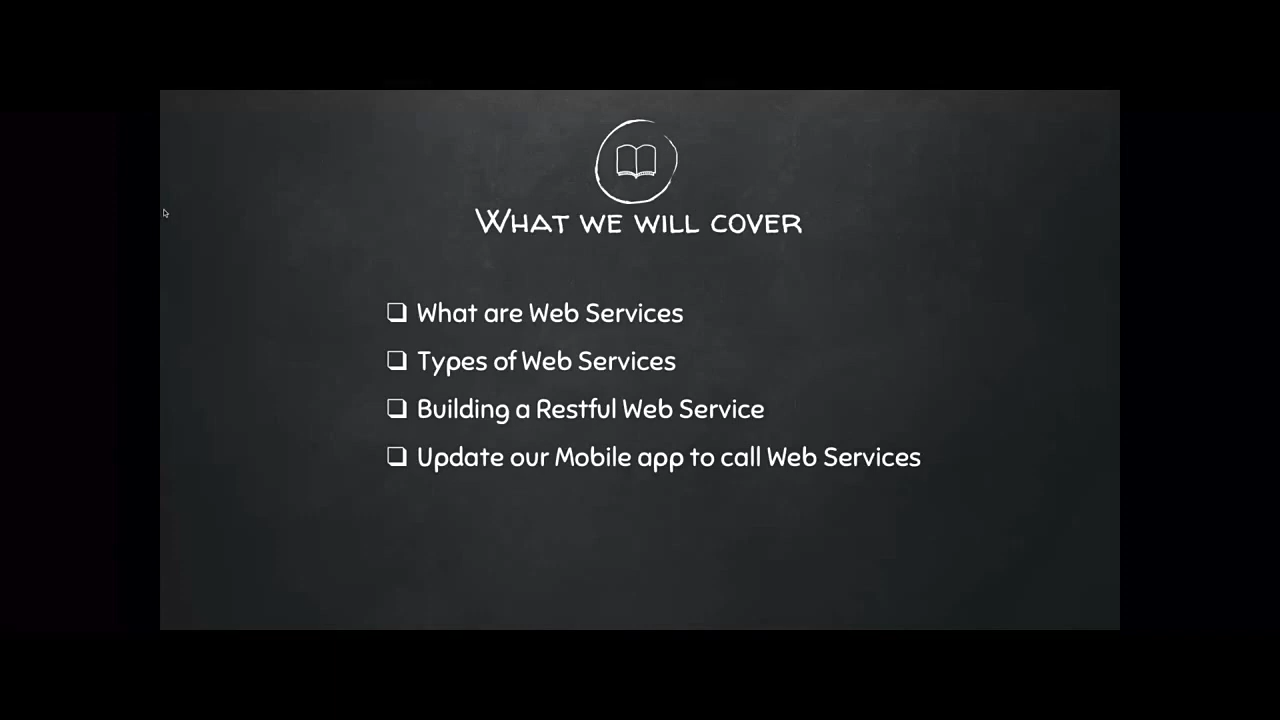 What we will cover
❑ What are Web Services
❑ Types of Web Services
❑ Building a Restful Web Service
❑ Update our Mobile app to call Web Services